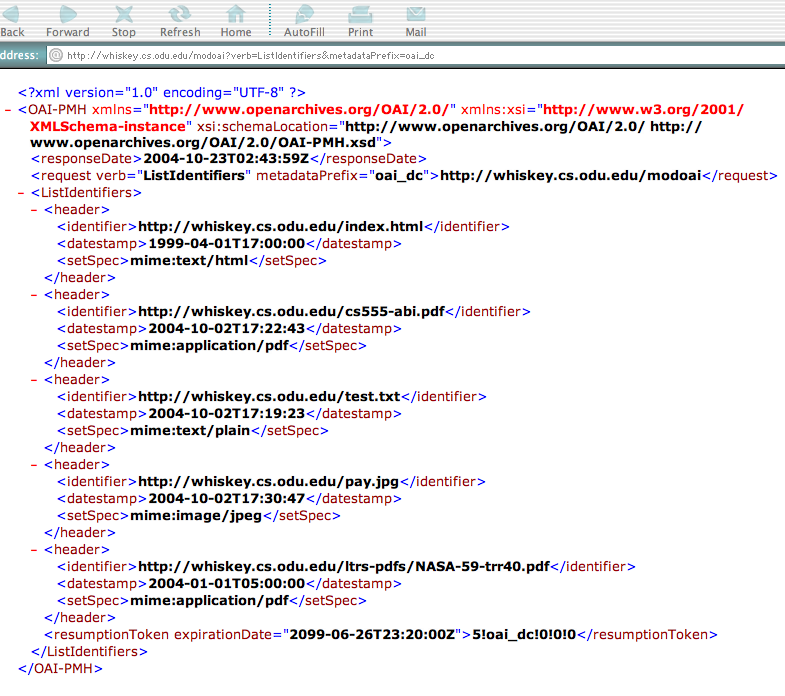 Back Forward Stop Refresh Home AutoFill Print Mail
ddress: http://whiskey.cs.odu.edu/modoai?verb=ListIdentifiers&metadataPrefix=oai_dc
<?xml version="1.0" encoding="UTF-8" ?>
– <OAI-PMH xmlns="http://www.openarchives.org/OAI/2.0/" xmlns:xsi="http://www.w3.org/2001/
XMLSchema-instance" xsi:schemaLocation="http://www.openarchives.org/OAI/2.0/ http://
www.openarchives.org/OAI/2.0/OAI-PMH.xsd">
<responseDate>2004-10-23T02:43:59Z</responseDate>
<request verb="ListIdentifiers" metadataPrefix="oai_dc">http://whiskey.cs.odu.edu/modoai</request>
– <ListIdentifiers>
– <header>
<identifier>http://whiskey.cs.odu.edu/index.html</identifier>
<datestamp>1999-04-01T17:00:00</datestamp>
<setSpec>mime:text/html</setSpec>
</header>
– <header>
<identifier>http://whiskey.cs.odu.edu/cs555-abi.pdf</identifier>
<datestamp>2004-10-02T17:22:43</datestamp>
<setSpec>mime:application/pdf</setSpec>
</header>
– <header>
<identifier>http://whiskey.cs.odu.edu/test.txt</identifier>
<datestamp>2004-10-02T17:19:23</datestamp>
<setSpec>mime:text/plain</setSpec>
</header>
– <header>
<identifier>http://whiskey.cs.odu.edu/pay.jpg</identifier>
<datestamp>2004-10-02T17:30:47</datestamp>
<setSpec>mime:image/jpeg</setSpec>
</header>
– <header>
<identifier>http://whiskey.cs.odu.edu/ltrs-pdfs/NASA-59-trr40.pdf</identifier>
<datestamp>2004-01-01T05:00:00</datestamp>
<setSpec>mime:application/pdf</setSpec>
</header>
<resumptionToken expirationDate="2099-06-26T23:20:00Z">5!oai_dc!0!0!0</resumptionToken>
</ListIdentifiers>
</OAI-PMH>